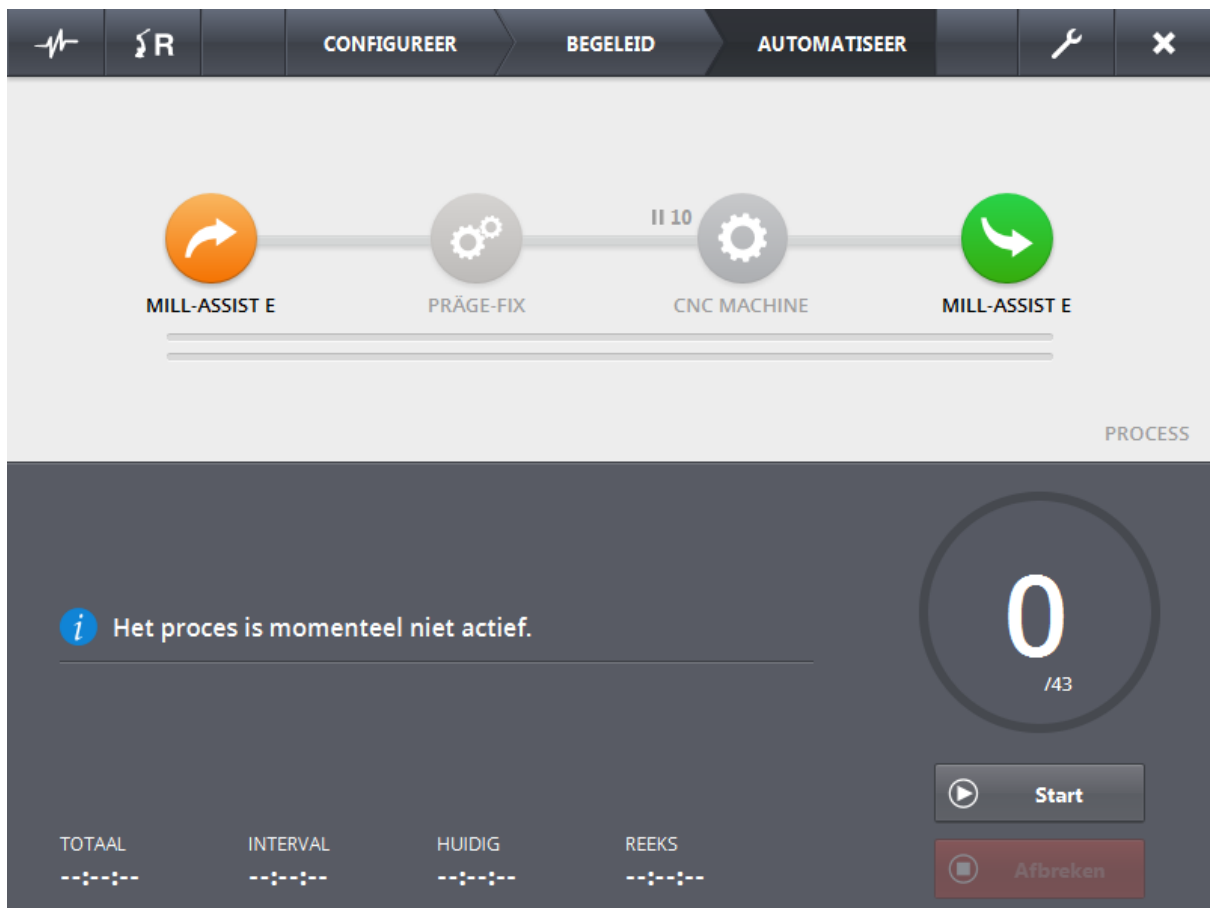 R CONFIGUREER BEGELEID AUTOMATISEER
II 10
MILL-ASSIST E PRÄGE-FIX CNC MACHINE MILL-ASSIST E
PROCESS
0
/43
i Het proces is momenteel niet actief.
Start
TOTAAL INTERVAL HUIDIG REEKS
--:--:-- --:--:-- --:--:-- --:--:--
Afbreken